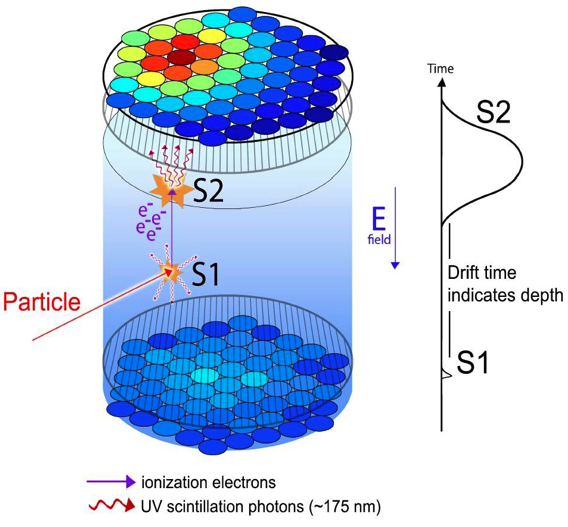 Time
S2
S2
e-
e- e-
e-
E
field
S1
Particle
Drift time
indicates depth
S1
ionization electrons
UV scintillation photons (~175 nm)